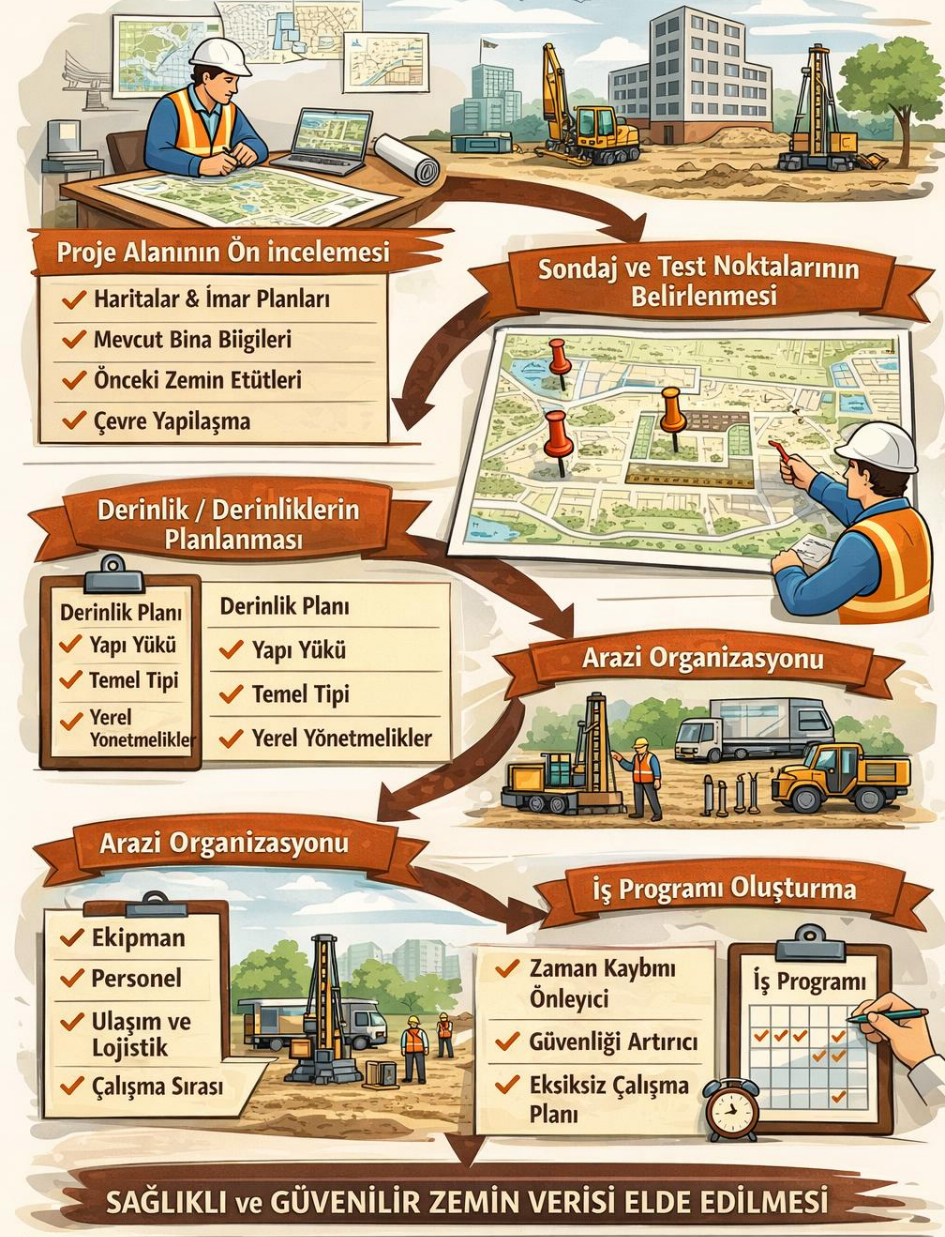 Proje Alanının Ön incelemesi
Haritalar & İmar Planları
Mevcut Bina Biigileri
Önceki Zemin Etütleri
Çevre Yapilaşma
Sondaj ve Test Noktalarının
Belirlenmesi
Derinlik / Derinliklerin
Planlanması
Derinlik Planı
Yapı Yükü
Temel Tipi
Yerel
Yonetmelikler
Derinlik Planı
Yapı Yükü
Temel Tipi
Yerel Yönetmelikler
Arazi Organizasyonu
Arazi Organizasyonu
Ekipman
Personel
Ulaşım ve
Lojistik
Çalışma Sırası
İş Programı Oluşturma
Zaman Kaybını
Önleyici
Güvenliği Artırıcı
Eksiksiz Çalışma
Planı
İş Programı
SAĞLIKLI ve GÜVENİLİR ZEMİN VERİSİ ELDE EDİLMESİ